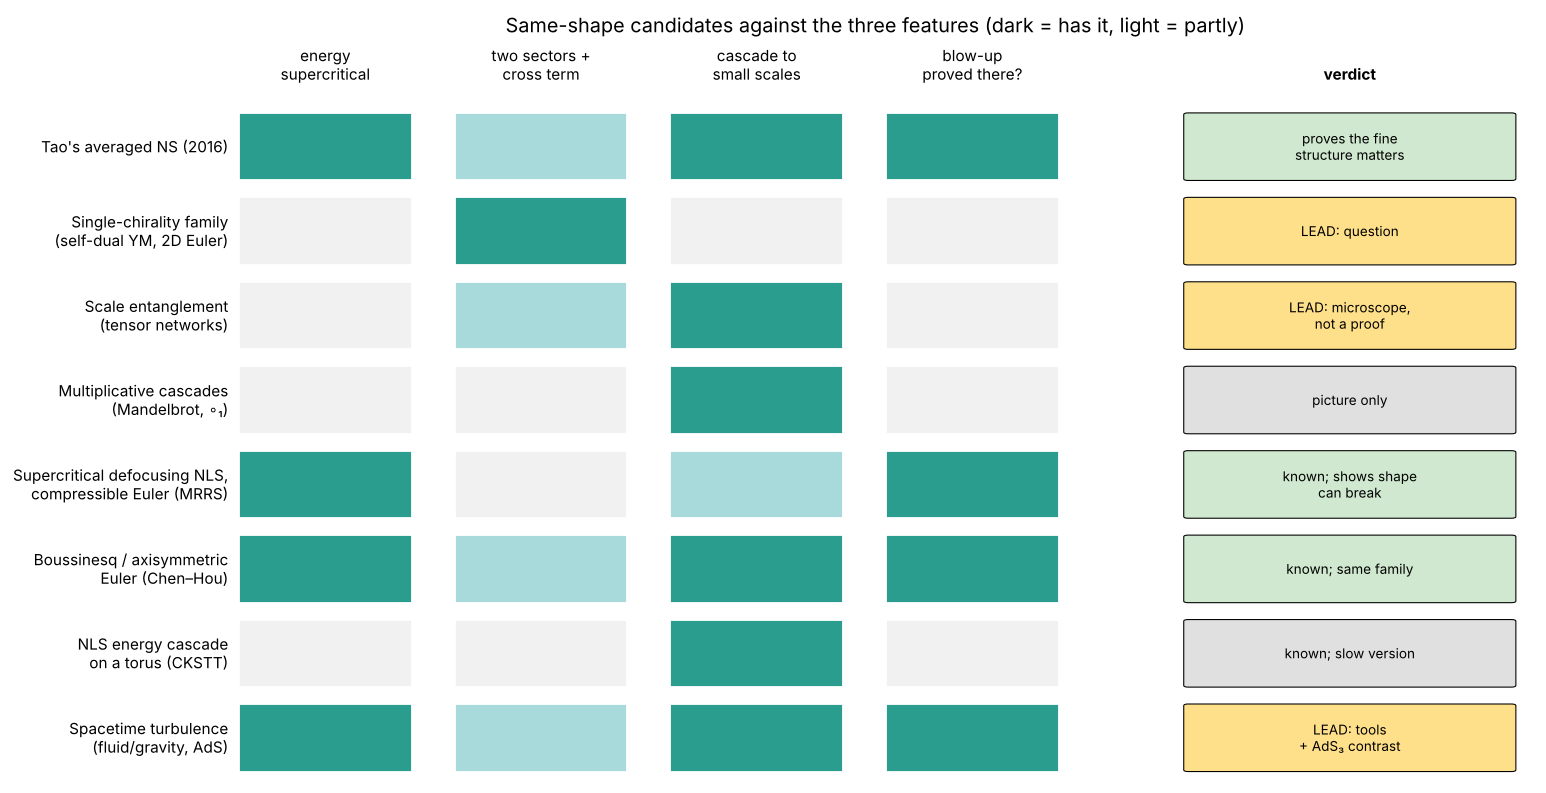 Same-shape candidates against the three features (dark = has it, light = partly)
energy
supercritical
two sectors +
cross term
cascade to
small scales
blow-up
proved there?
verdict
Tao's averaged NS (2016)
proves the fine
structure matters
Single-chirality family
(self-dual YM, 2D Euler)
LEAD: question
Scale entanglement
(tensor networks)
LEAD: microscope,
not a proof
Multiplicative cascades
(Mandelbrot, ∘₁)
picture only
Supercritical defocusing NLS,
compressible Euler (MRRS)
known; shows shape
can break
Boussinesq / axisymmetric
Euler (Chen–Hou)
known; same family
NLS energy cascade
on a torus (CKSTT)
known; slow version
Spacetime turbulence
(fluid/gravity, AdS)
LEAD: tools
+ AdS₃ contrast